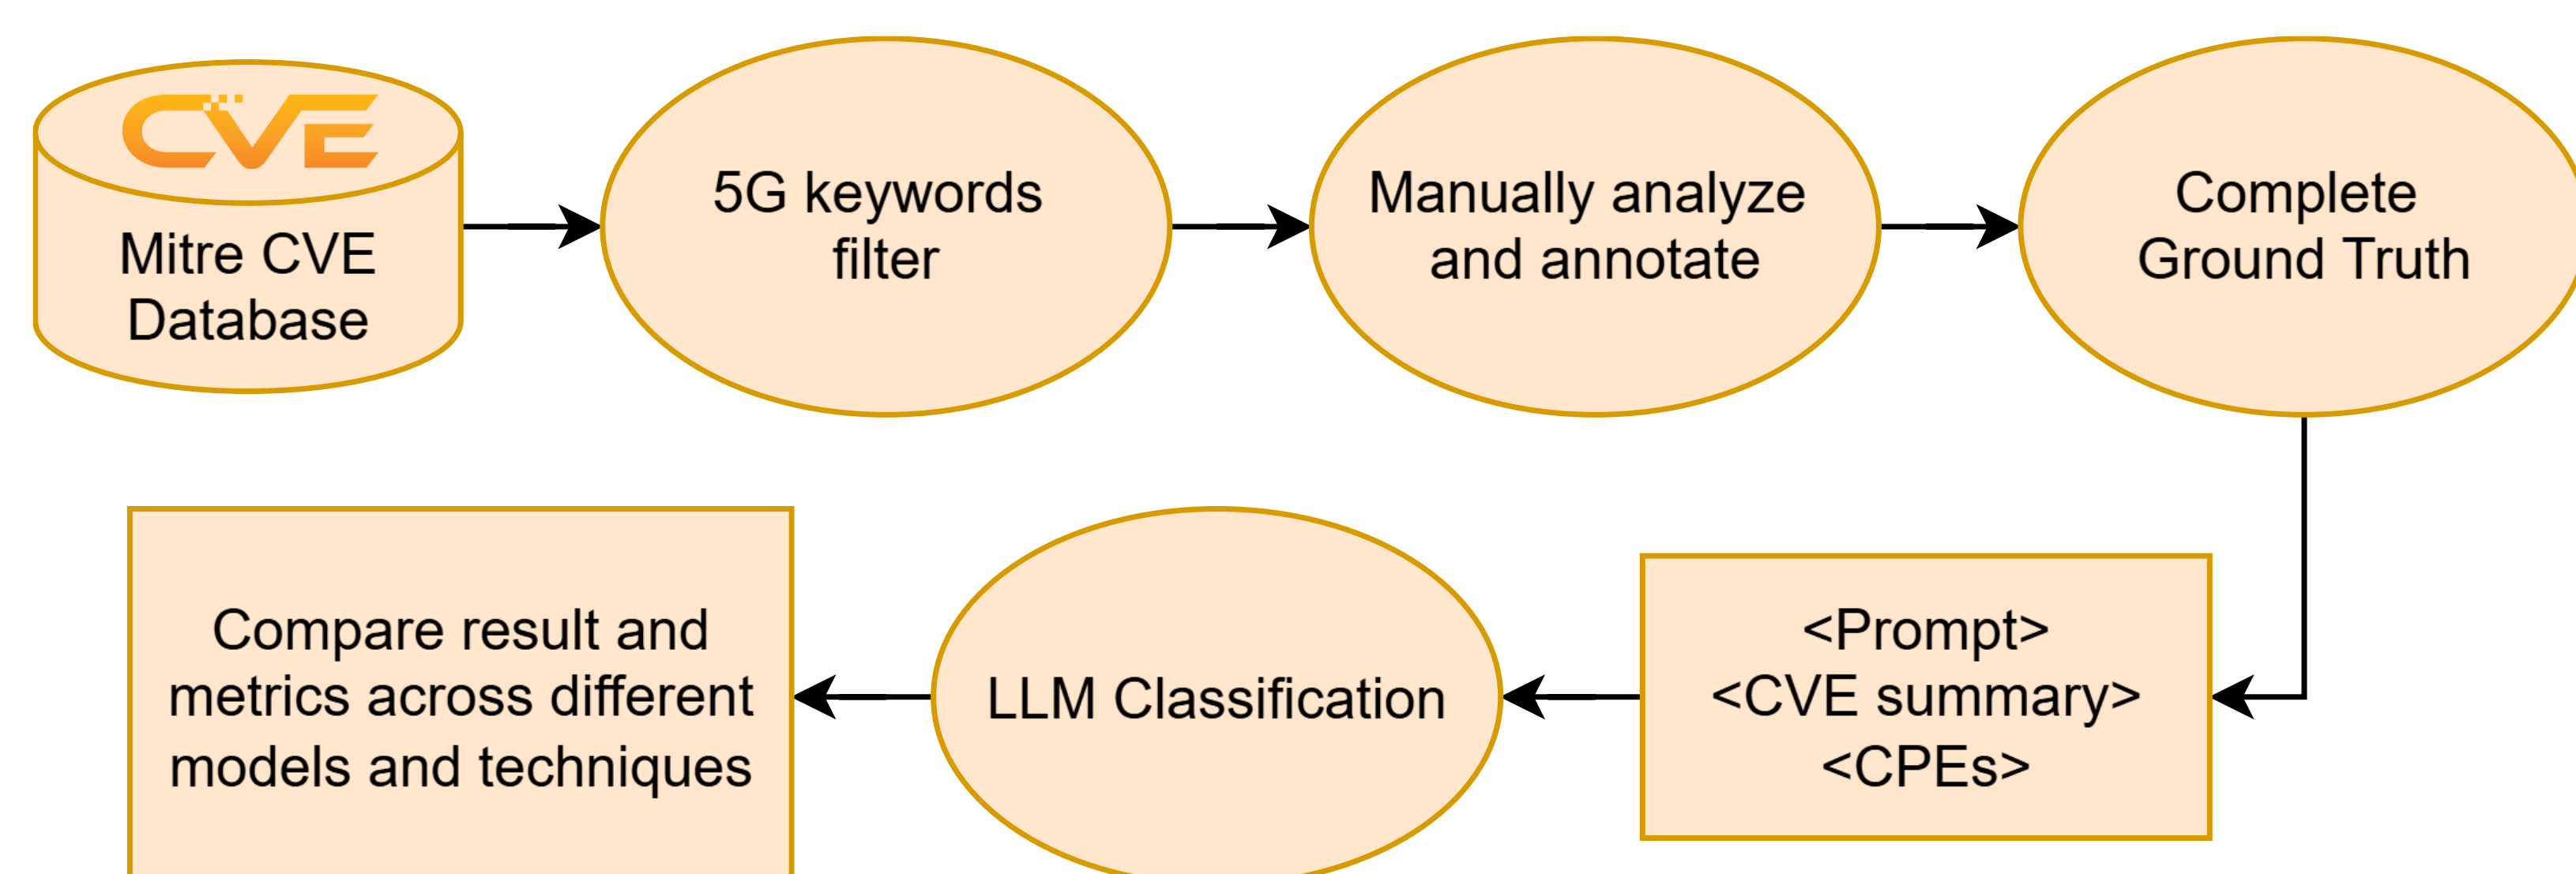 CVE
Mitre CVE
Database
5G keywords
filter
Manually analyze
and annotate
Complete
Ground Truth
<Prompt>
<CVE summary>
<CPEs>
LLM Classification
Compare result and
metrics across different
models and techniques